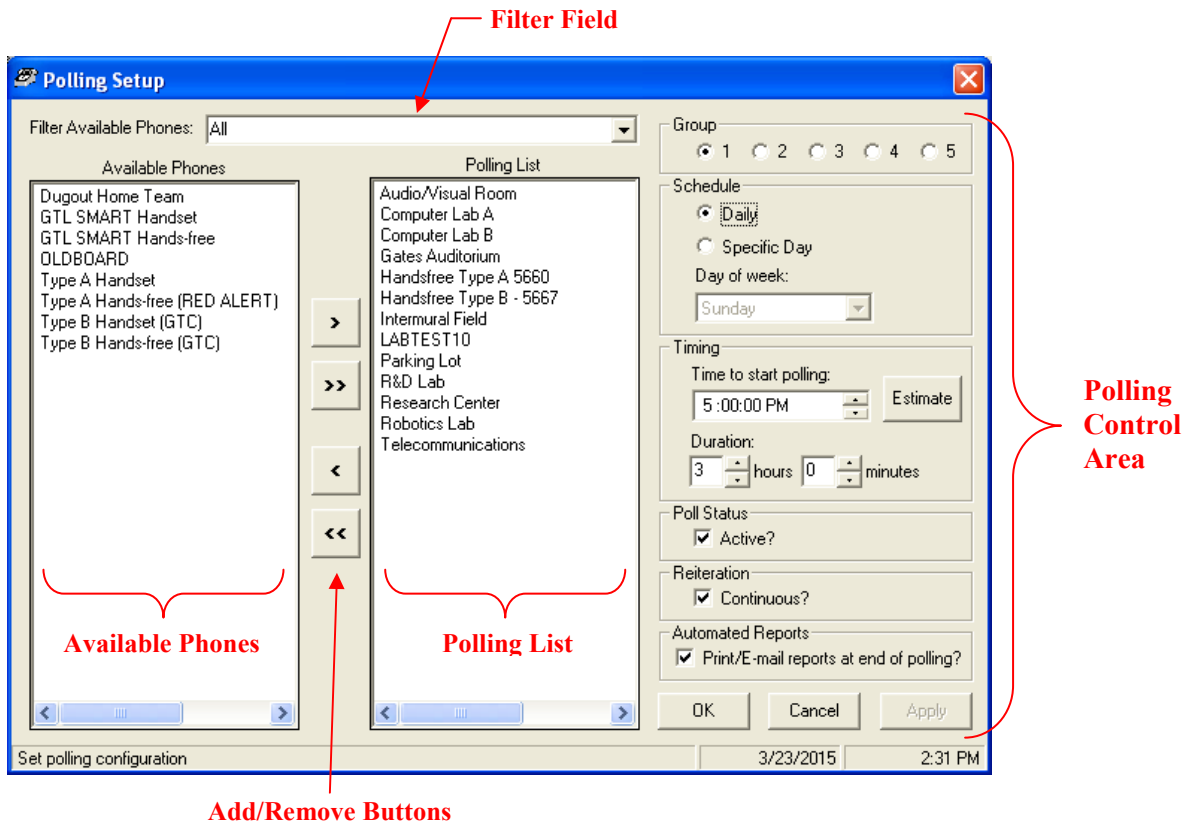 Filter Field
Polling Setup
Filter Available Phones: All
Available Phones
Dugout Home Team
GTL SMART Handset
GTL SMART Hands-free
OLDBOARD
Type A Handset
Type A Hands-free (RED ALERT)
Type B Handset (GTC)
Type B Hands-free (GTC)
Available Phones
>
>>
<
<<
Polling List
Audio/Visual Room
Computer Lab A
Computer Lab B
Gates Auditorium
Handsfree Type A 5660
Handsfree Type B - 5667
Intermural Field
LABTEST10
Parking Lot
R&D Lab
Research Center
Robotics Lab
Telecommunications
Polling List
Group
1 2 3 4 5
Schedule
Daily
Specific Day
Day of week:
Sunday
Timing
Time to start polling:
5 :00:00 PM Estimate
Duration:
3 hours 0 minutes
Poll Status
Active?
Reiteration
Continuous?
Automated Reports
Print/E-mail reports at end of polling?
OK Cancel Apply
Polling
Control
Area
Set polling configuration 3/23/2015 2:31 PM
Add/Remove Buttons